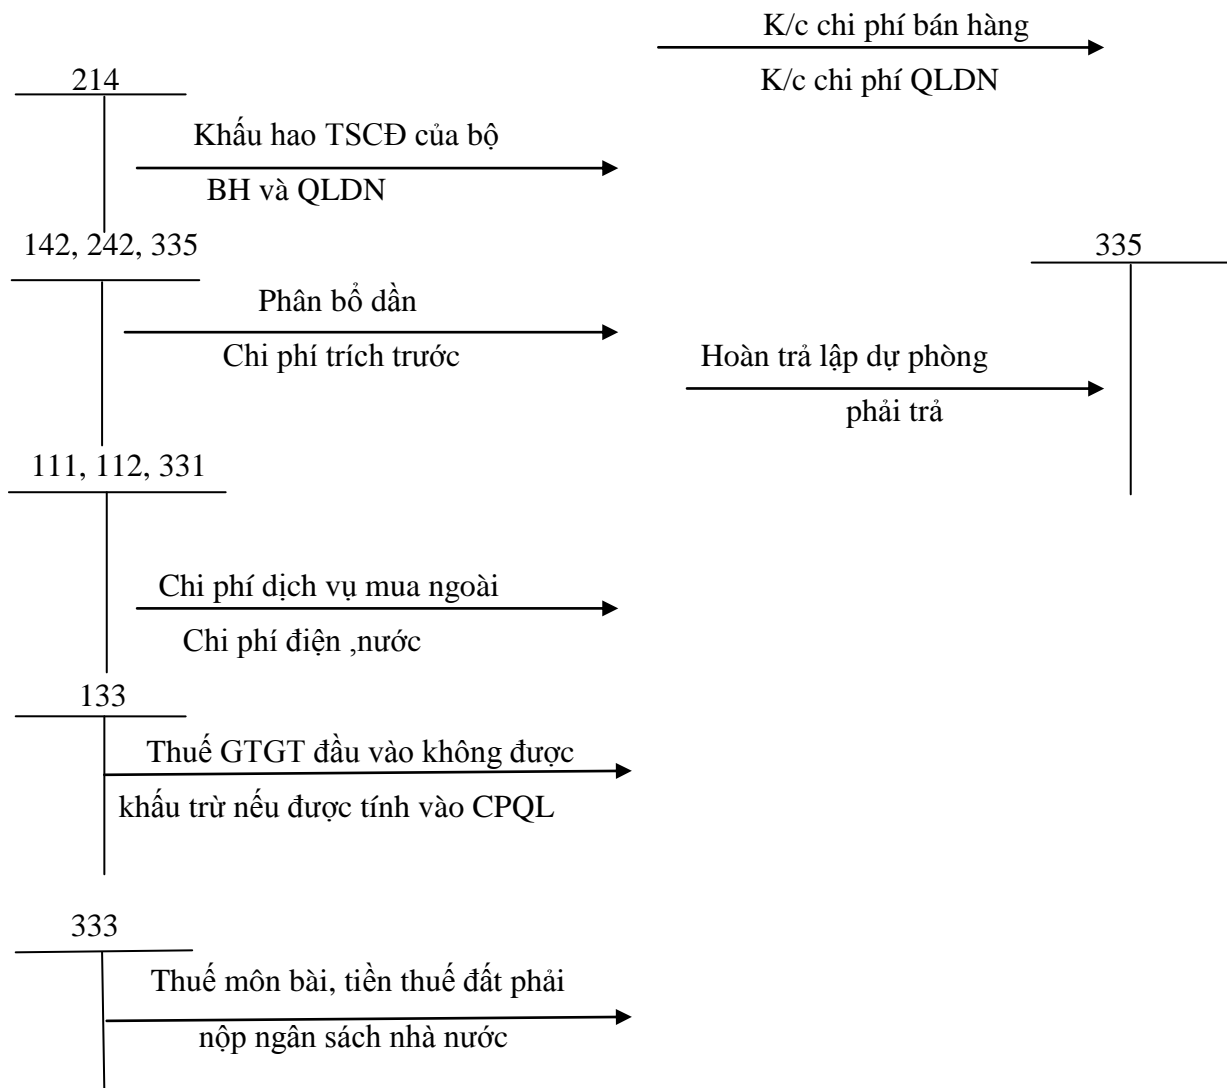 K/c chi phí bán hàng
K/c chi phí QLDN
214
Khấu hao TSCĐ của bộ
BH và QLDN
142, 242, 335
Phân bổ dần
Chi phí trích trước
335
Hoàn trả lập dự phòng
phải trả
111, 112, 331
Chi phí dịch vụ mua ngoài
Chi phí điện ,nước
133
Thuế GTGT đầu vào không được
khấu trừ nếu được tính vào CPQL
333
Thuế môn bài, tiền thuế đất phải
nộp ngân sách nhà nước